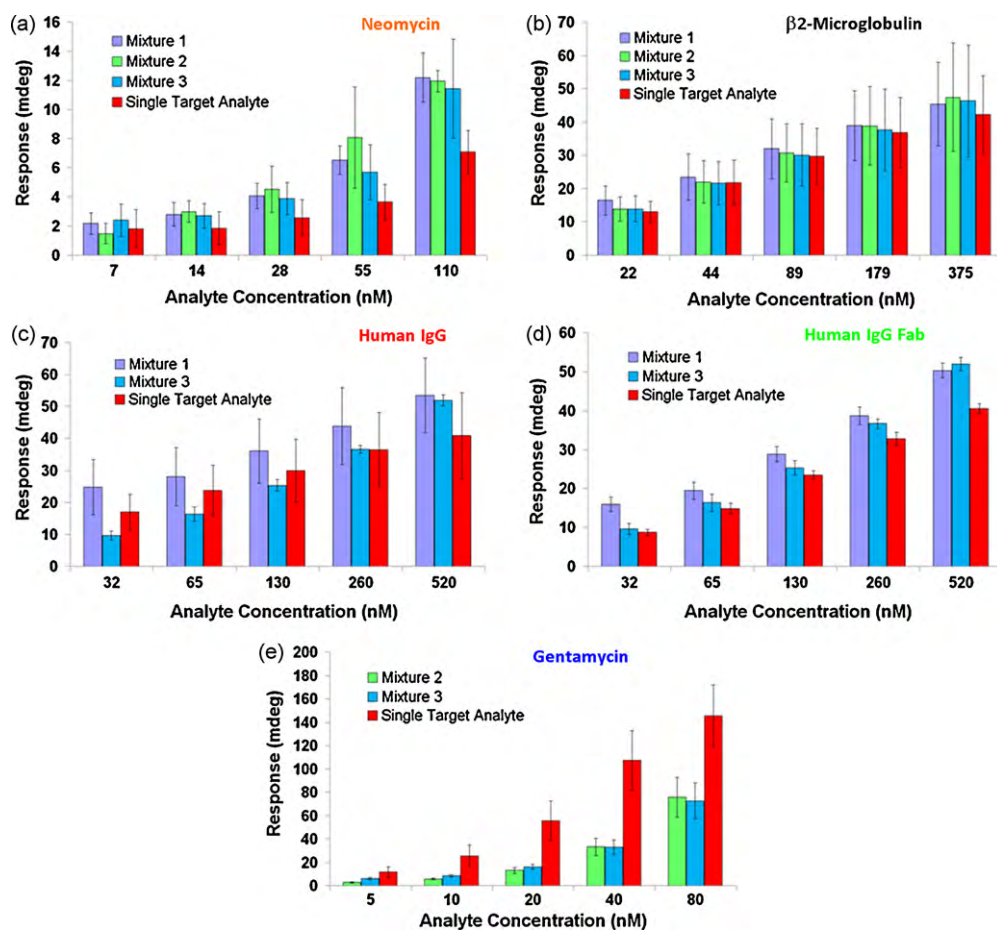 (a)
Neomycin
Mixture 1
Mixture 2
Mixture 3
Single Target Analyte
Response (mdeg)
16
14
12
10
8
6
4
2
0
7 14 28 55 110
Analyte Concentration (nM)
(b)
β2-Microglobulin
Mixture 1
Mixture 2
Mixture 3
Single Target Analyte
Response (mdeg)
70
60
50
40
30
20
10
0
22 44 89 179 375
Analyte Concentration (nM)
(c)
Human IgG
Mixture 1
Mixture 3
Single Target Analyte
Response (mdeg)
70
60
50
40
30
20
10
0
32 65 130 260 520
Analyte Concentration (nM)
(d)
Human IgG Fab
Mixture 1
Mixture 3
Single Target Analyte
Response (mdeg)
60
50
40
30
20
10
0
32 65 130 260 520
Analyte Concentration (nM)
(e)
Gentamycin
Mixture 2
Mixture 3
Single Target Analyte
Response (mdeg)
200
180
160
140
120
100
80
60
40
20
0
5 10 20 40 80
Analyte Concentration (nM)